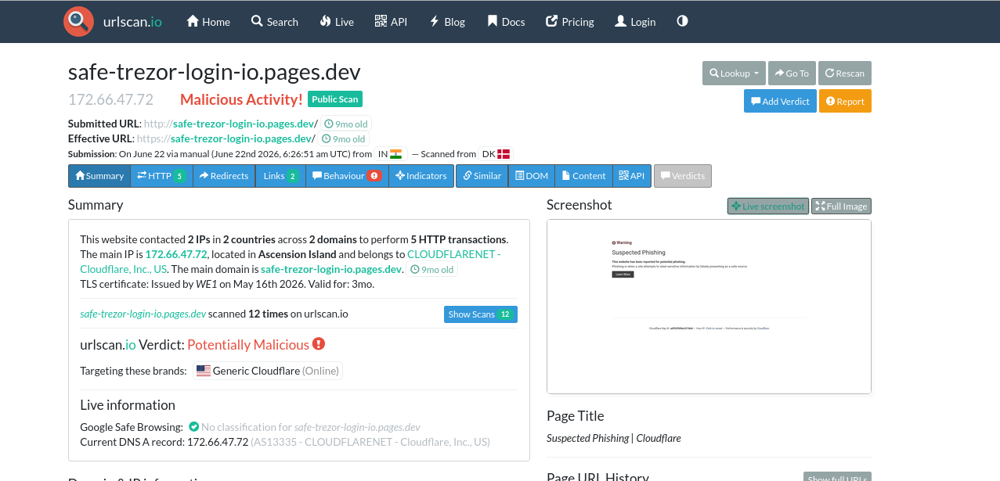 urlscan.io Home Search Live API Blog Docs Pricing Login
safe-trezor-login-io.pages.dev
Lookup Go To Rescan
172.66.47.72 Malicious Activity! Public Scan
Add Verdict Report
Submitted URL: http://safe-trezor-login-io.pages.dev/ 9mo old
Effective URL: https://safe-trezor-login-io.pages.dev/ 9mo old
Submission: On June 22 via manual (June 22nd 2026, 6:26:51 am UTC) from IN — Scanned from DK
Summary HTTP 5 Redirects Links 2 Behaviour Indicators Similar DOM Content API Verdicts
Summary
This website contacted 2 IPs in 2 countries across 2 domains to perform 5 HTTP transactions.
The main IP is 172.66.47.72, located in Ascension Island and belongs to CLOUDFLARENET -
Cloudflare, Inc., US. The main domain is safe-trezor-login-io.pages.dev. 9mo old
TLS certificate: Issued by WE1 on May 16th 2026. Valid for: 3mo.
safe-trezor-login-io.pages.dev scanned 12 times on urlscan.io Show Scans 12
urlscan.io Verdict: Potentially Malicious
Targeting these brands: Generic Cloudflare (Online)
Live information
Google Safe Browsing: No classification for safe-trezor-login-io.pages.dev
Current DNS A record: 172.66.47.72 (AS13335 - CLOUDFLARENET - Cloudflare, Inc., US)
Screenshot Live screenshot Full Image
Warning
Suspected Phishing
This website has been reported for potential phishing.
Phishing is when a site attempts to steal sensitive information by falsely presenting as a safe source.
Learn More
Cloudflare Ray ID: • Your IP: Click to reveal • Performance & security by Cloudflare
Page Title
Suspected Phishing | Cloudflare
Page URL History Show full URLs
Domain & IP information